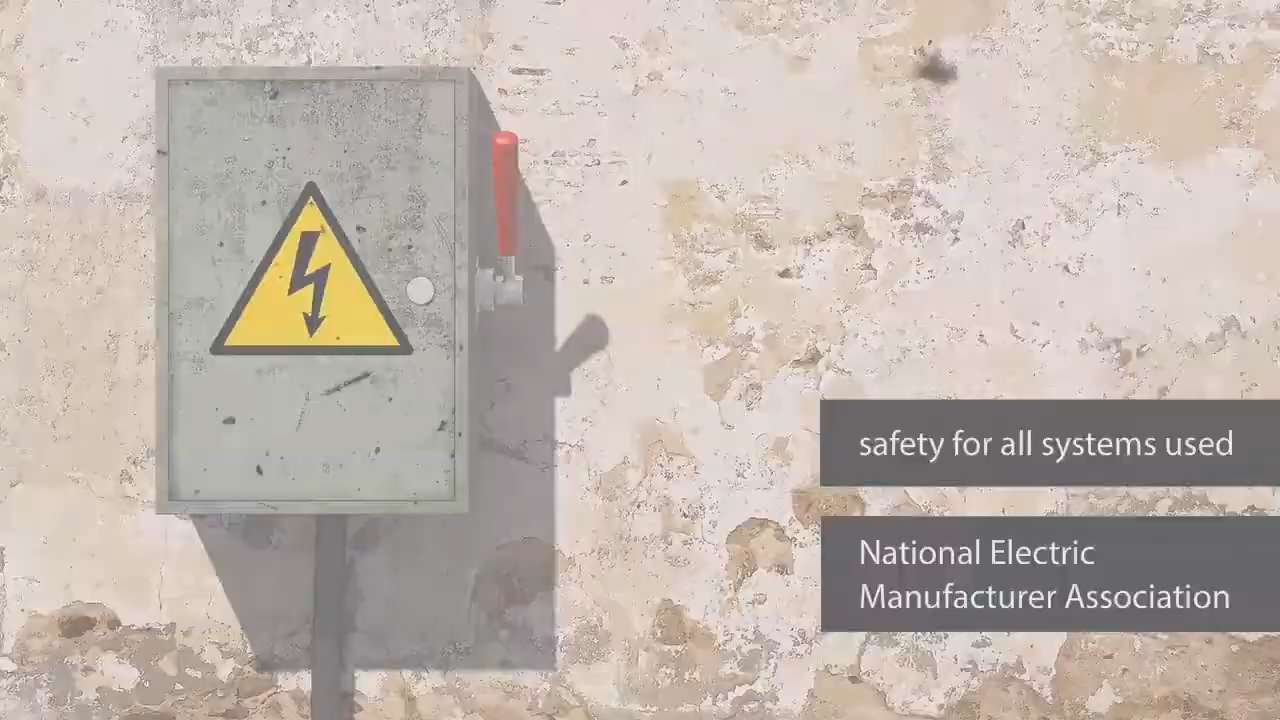 safety for all systems used
National Electric
Manufacturer Association